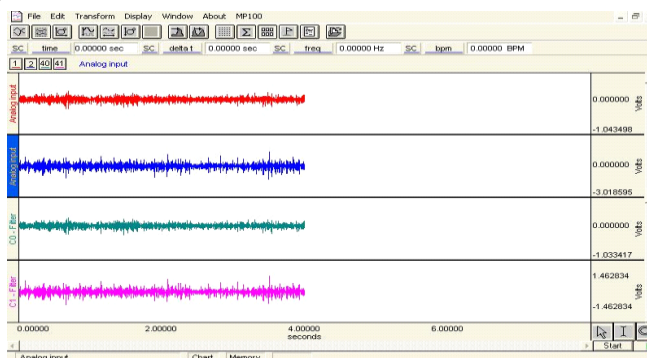 File Edit Transform Display Window About MP100
SC time 0.00000 sec SC delta t 0.00000 sec SC freq 0.00000 Hz SC bpm 0.00000 BPM
1 2 40 41 Analog input
Analog input
0.000000
Volts
-1.043498
Analog input
0.000000
Volts
-3.018595
C0 - Filter
0.000000
Volts
-1.033417
C1 - Filter
1.462834
Volts
-1.462834
0.00000 2.00000 4.00000 6.00000
seconds
Start
Analog input Chart Memory